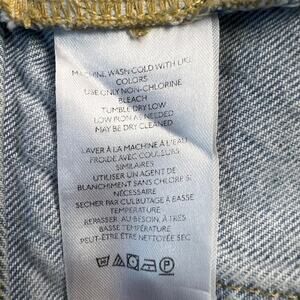 MACHINE WASH COLD WITH LIKE
COLORS
USE ONLY NON-CHLORINE
BLEACH
TUMBLE DRY LOW
LOW IRON AS NEEDED
MAY BE DRY CLEANED
LAVER À LA MACHINE À L'EAU
FROIDE AVEC COULEURS
SIMILAIRES
UTILISER UN AGENT DE
BLANCHIMENT SANS CHLORE SI
NÉCESSAIRE
SECHER PAR CULBUTAGE À BASSE
TEMPERATURE
REPASSER, AU BESOIN, À TRÈS
BASSE TEMPÉRATURE
PEUT-ÊTRE ÊTRE NETTOYÉE SEC